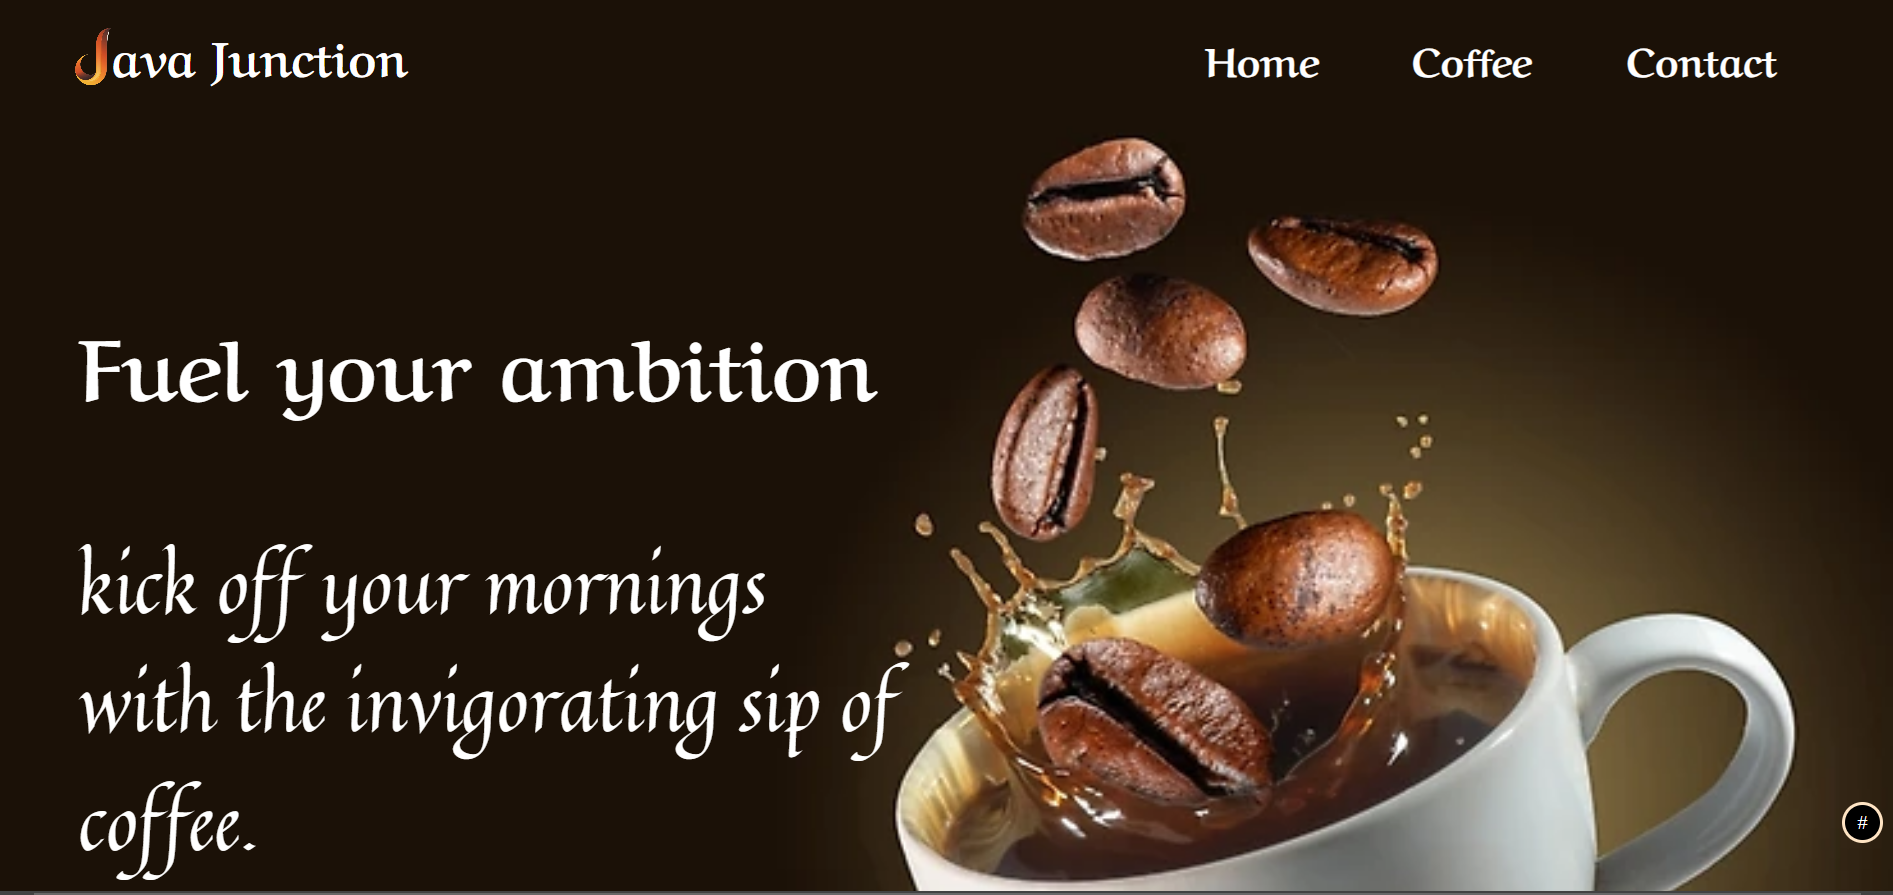 Java Junction
Home Coffee Contact
Fuel your ambition
kick off your mornings
with the invigorating sip of
coffee.
#